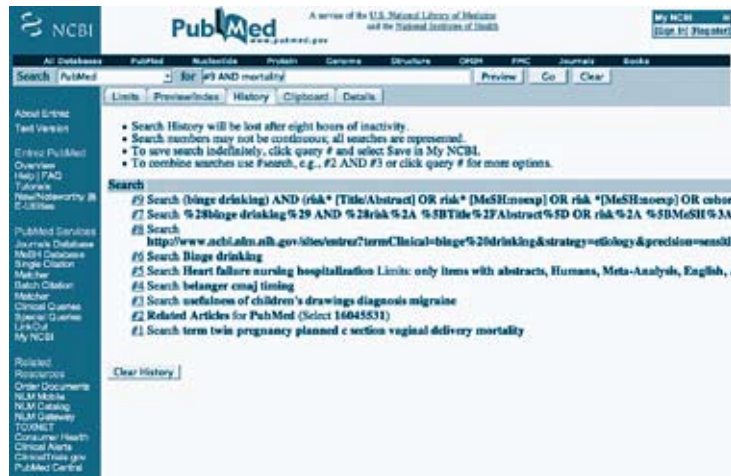 NCBI
PubMed
www.pubmed.gov
A service of the U.S. National Library of Medicine
and the National Institutes of Health
My NCBI
[Sign In] [Register]
All Databases PubMed Nucleotide Protein Genome Structure OMIM PMC Journals Books
Search PubMed for #9 AND mortality Preview Go Clear
Limits Preview/Index History Clipboard Details
About Entrez
Text Version
Entrez PubMed
Overview
Help | FAQ
Tutorials
New/Noteworthy
E-Utilities
PubMed Services
Journals Database
MeSH Database
Single Citation
Matcher
Batch Citation
Matcher
Clinical Queries
Special Queries
LinkOut
My NCBI
Related
Resources
Order Documents
NLM Mobile
NLM Catalog
NLM Gateway
TOXNET
Consumer Health
Clinical Alerts
ClinicalTrials.gov
PubMed Central
• Search History will be lost after eight hours of inactivity.
• Search numbers may not be continuous; all searches are represented.
• To save search indefinitely, click query # and select Save in My NCBI.
• To combine searches use #search, e.g., #2 AND #3 or click query # for more options.
Search
#9 Search (binge drinking) AND (risk* [Title/Abstract] OR risk* [MeSH:noexp] OR risk *[MeSH:noexp] OR cohor
#7 Search %28binge drinking%29 AND %28risk%2A %5BTitle%2FAbstract%5D OR risk%2A %5BMeSH%3A
#8 Search
http://www.ncbi.nlm.nih.gov/sites/entrez?termClinical=binge%20drinking&strategy=etiology&precision=sensiti
#6 Search Binge drinking
#5 Search Heart failure nursing hospitalization Limits: only items with abstracts, Humans, Meta-Analysis, English,
#4 Search belanger cmaj timing
#3 Search usefulness of children's drawings diagnosis migraine
#2 Related Articles for PubMed (Select 16045531)
#1 Search term twin pregnancy planned c section vaginal delivery mortality
Clear History